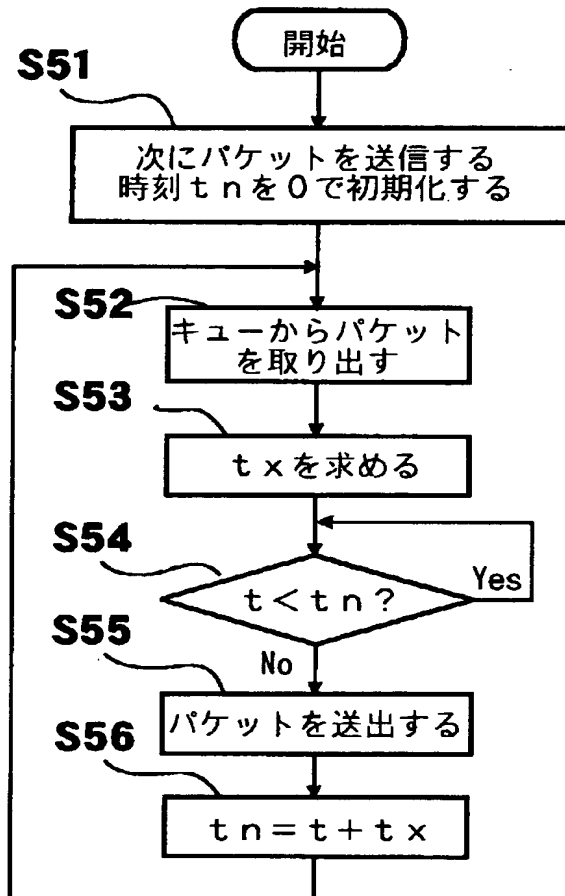 開始
S51
次にパケットを送信する
時刻tnを0で初期化する
S52
キューからパケット
を取り出す
S53
txを求める
S54
t<tn?
Yes
No
S55
パケットを送出する
S56
tn=t+tx